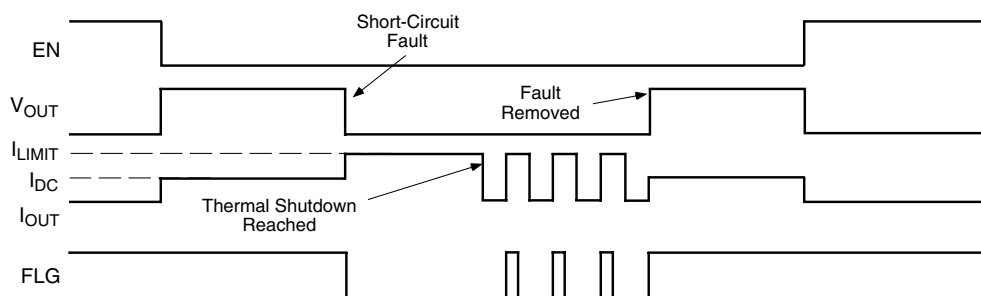 Short-Circuit
Fault
EN
Fault
Removed
VOUT
ILIMIT
IDC
Thermal Shutdown
Reached
IOUT
FLG